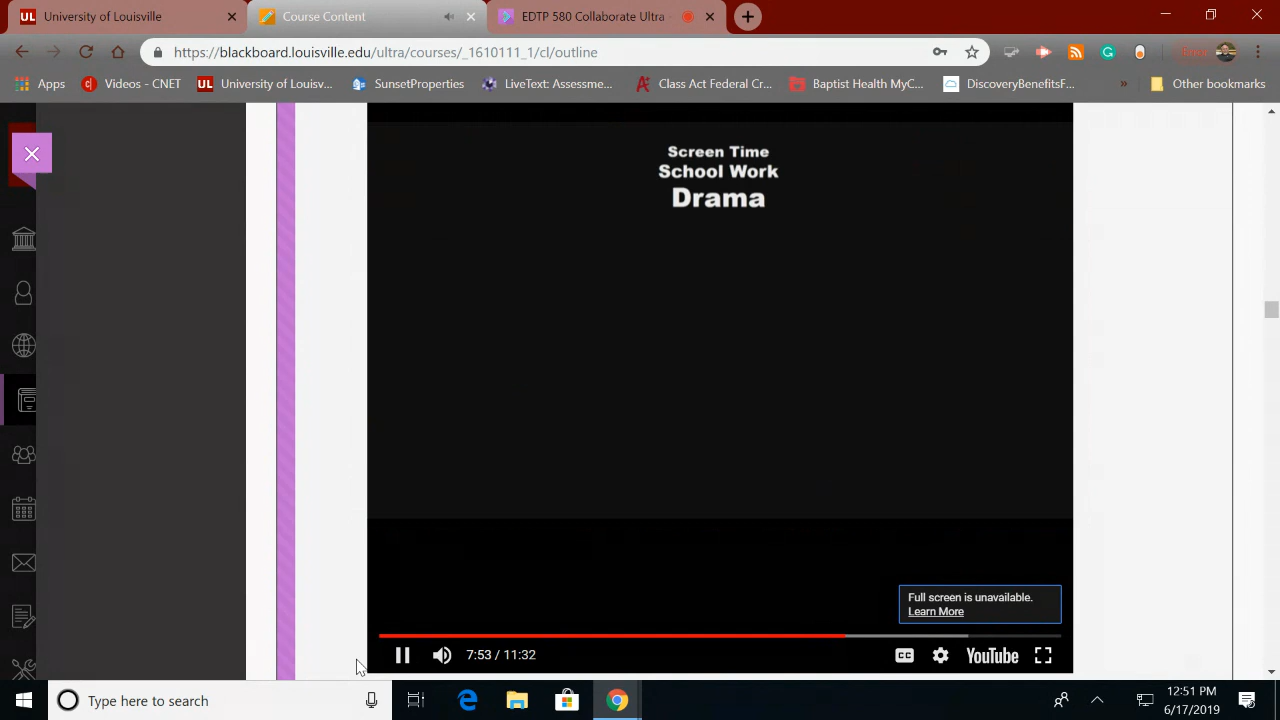 University of Louisville
Course Content
EDTP 580 Collaborate Ultra -
https://blackboard.louisville.edu/ultra/courses/_1610111_1/cl/outline
Apps
Videos - CNET
University of Louisv...
SunsetProperties
LiveText: Assessme...
Class Act Federal Cr...
Baptist Health MyC...
DiscoveryBenefitsF...
»
Other bookmarks
Screen Time
School Work
Drama
Full screen is unavailable.
Learn More
7:53 / 11:32
CC
YouTube
Type here to search
12:51 PM
6/17/2019